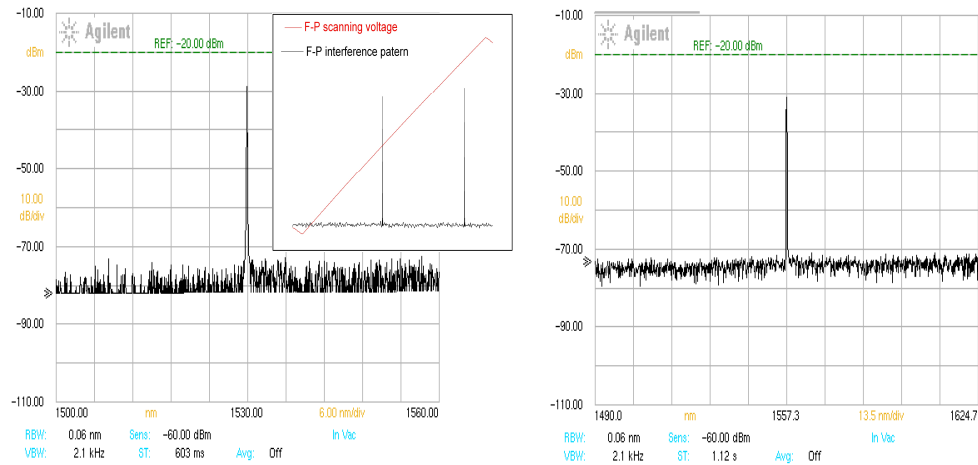 -10.00
Agilent
REF: -20.00 dBm
dBm
-30.00
-50.00
10.00
dB/div
-70.00
-90.00
-110.00
1500.00 nm 1530.00 6.00 nm/div 1560.00
RBW: 0.06 nm Sens: -60.00 dBm In Vac
VBW: 2.1 kHz ST: 603 ms Avg: Off
F-P scanning voltage
F-P interference patern
-10.00
Agilent
REF: -20.00 dBm
dBm
-30.00
-50.00
10.00
dB/div
-70.00
-90.00
-110.00
1490.0 nm 1557.3 13.5 nm/div 1624.7
RBW: 0.06 nm Sens: -60.00 dBm In Vac
VBW: 2.1 kHz ST: 1.12 s Avg: Off